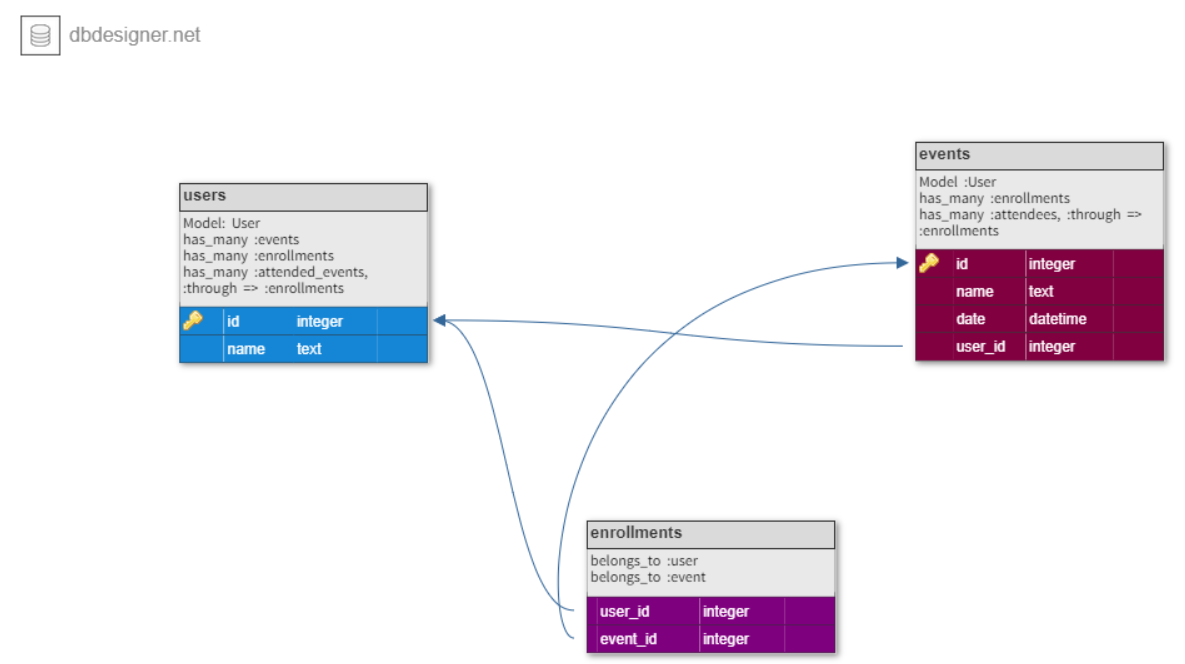 dbdesigner.net
users
Model: User
has_many :events
has_many :enrollments
has_many :attended_events,
:through => :enrollments
id integer
name text
events
Model :User
has_many :enrollments
has_many :attendees, :through =>
:enrollments
id integer
name text
date datetime
user_id integer
enrollments
belongs_to :user
belongs_to :event
user_id integer
event_id integer